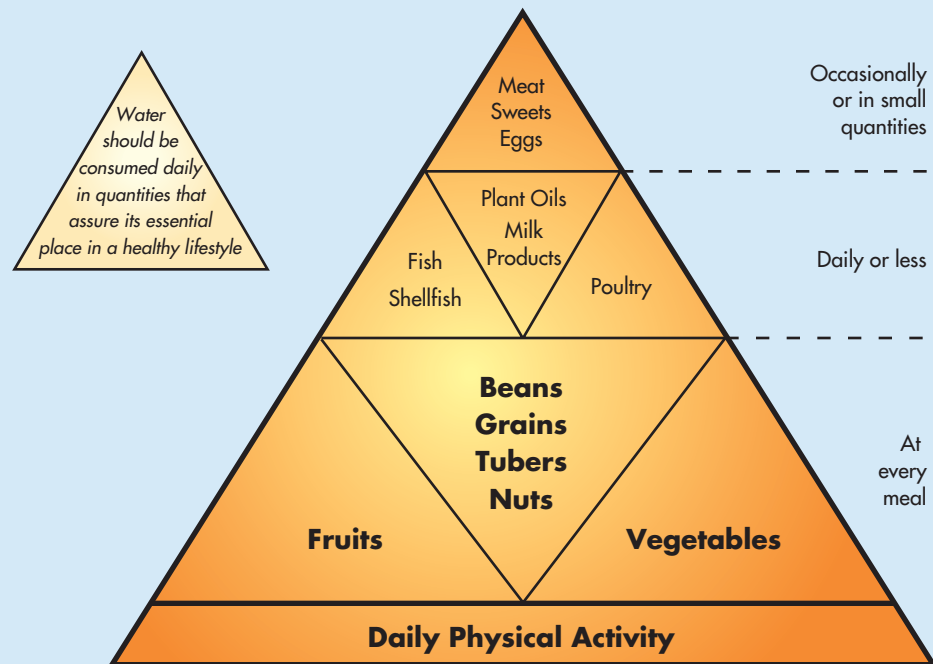 Meat
Sweets
Eggs
Occasionally
or in small
quantities
Water
should be
consumed daily
in quantities that
assure its essential
place in a healthy lifestyle
Plant Oils
Milk
Products
Fish
Shellfish
Poultry
Daily or less
Beans
Grains
Tubers
Nuts
Fruits
Vegetables
At
every
meal
Daily Physical Activity